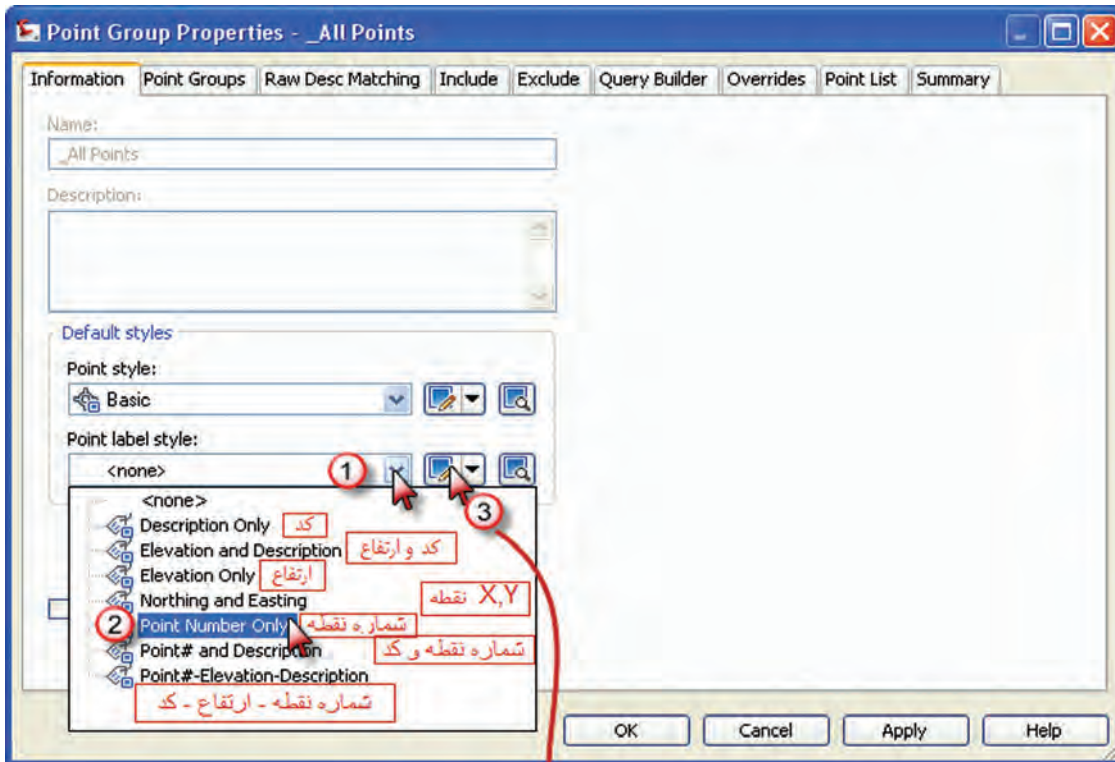 Point Group Properties - _All Points
Information Point Groups Raw Desc Matching Include Exclude Query Builder Overrides Point List Summary
Name:
_All Points
Description:
Default styles
Point style:
Basic
Point label style:
<none> 1
3
<none>
Description Only کد
Elevation and Description کد و ارتفاع
Elevation Only ارتفاع
Northing and Easting نقطه X,Y
2 Point Number Only شماره نقطه
Point# and Description شماره نقطه و کد
Point#-Elevation-Description
شماره نقطه - ارتفاع - کد
OK Cancel Apply Help